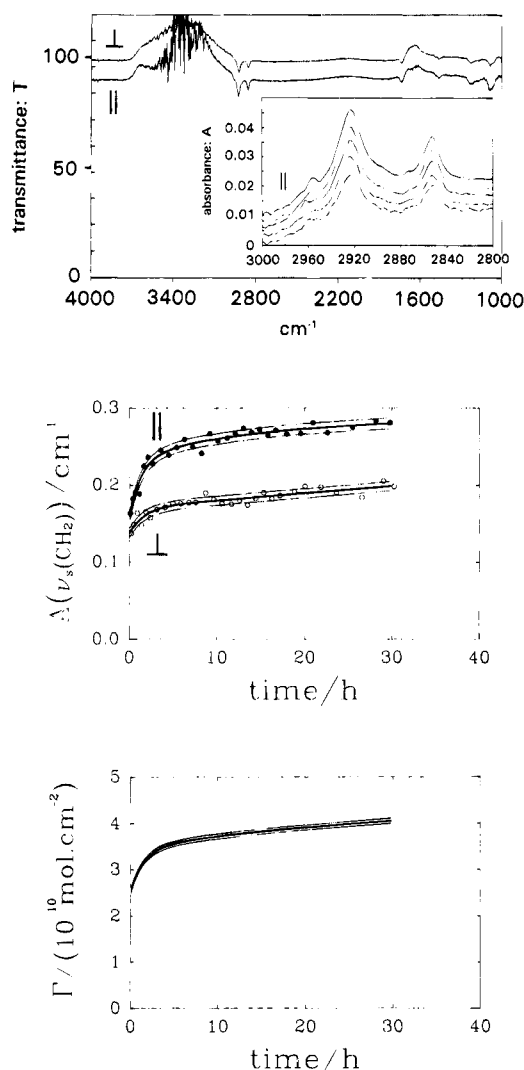 transmittance: T
100
50
0
⊥
||
4000 3400 2800 2200 1600 1000
cm⁻¹
absorbance: A
0.04
0.03
0.02
0.01
0
||
3000 2960 2920 2880 2840 2800
A(νs(CH2))/cm⁻¹
0.3
0.2
0.1
0.0
||
⊥
0 10 20 30 40
time/h
Γ/(10¹⁰mol.cm⁻²)
5
4
3
2
1
0
0 10 20 30 40
time/h